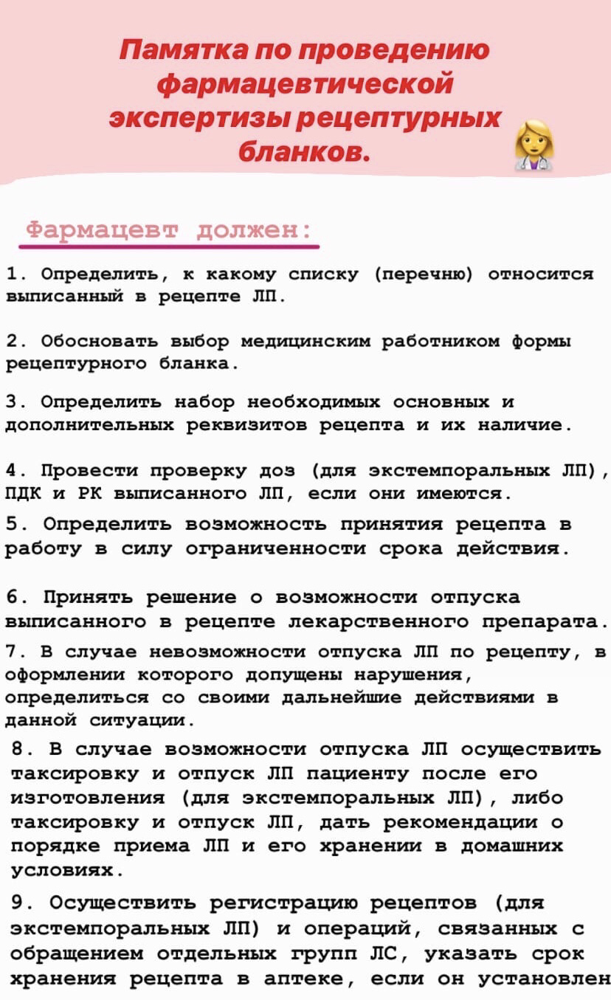 Памятка по проведению
фармацевтической
экспертизы рецептурных
бланков.
Фармацевт должен:
1. Определить, к какому списку (перечню) относится
выписанный в рецепте ЛП.
2. Обосновать выбор медицинским работником формы
рецептурного бланка.
3. Определить набор необходимых основных и
дополнительных реквизитов рецепта и их наличие.
4. Провести проверку доз (для экстемпоральных ЛП),
ПДК и РК выписанного ЛП, если они имеются.
5. Определить возможность принятия рецепта в
работу в силу ограниченности срока действия.
6. Принять решение о возможности отпуска
выписанного в рецепте лекарственного препарата.
7. В случае невозможности отпуска ЛП по рецепту, в
оформлении которого допущены нарушения,
определиться со своими дальнейшие действиями в
данной ситуации.
8. В случае возможности отпуска ЛП осуществить
таксировку и отпуск ЛП пациенту после его
изготовления (для экстемпоральных ЛП), либо
таксировку и отпуск ЛП, дать рекомендации о
порядке приема ЛП и его хранении в домашних
условиях.
9. Осуществить регистрацию рецептов (для
экстемпоральных ЛП) и операций, связанных с
обращением отдельных групп ЛС, указать срок
хранения рецепта в аптеке, если он установлен